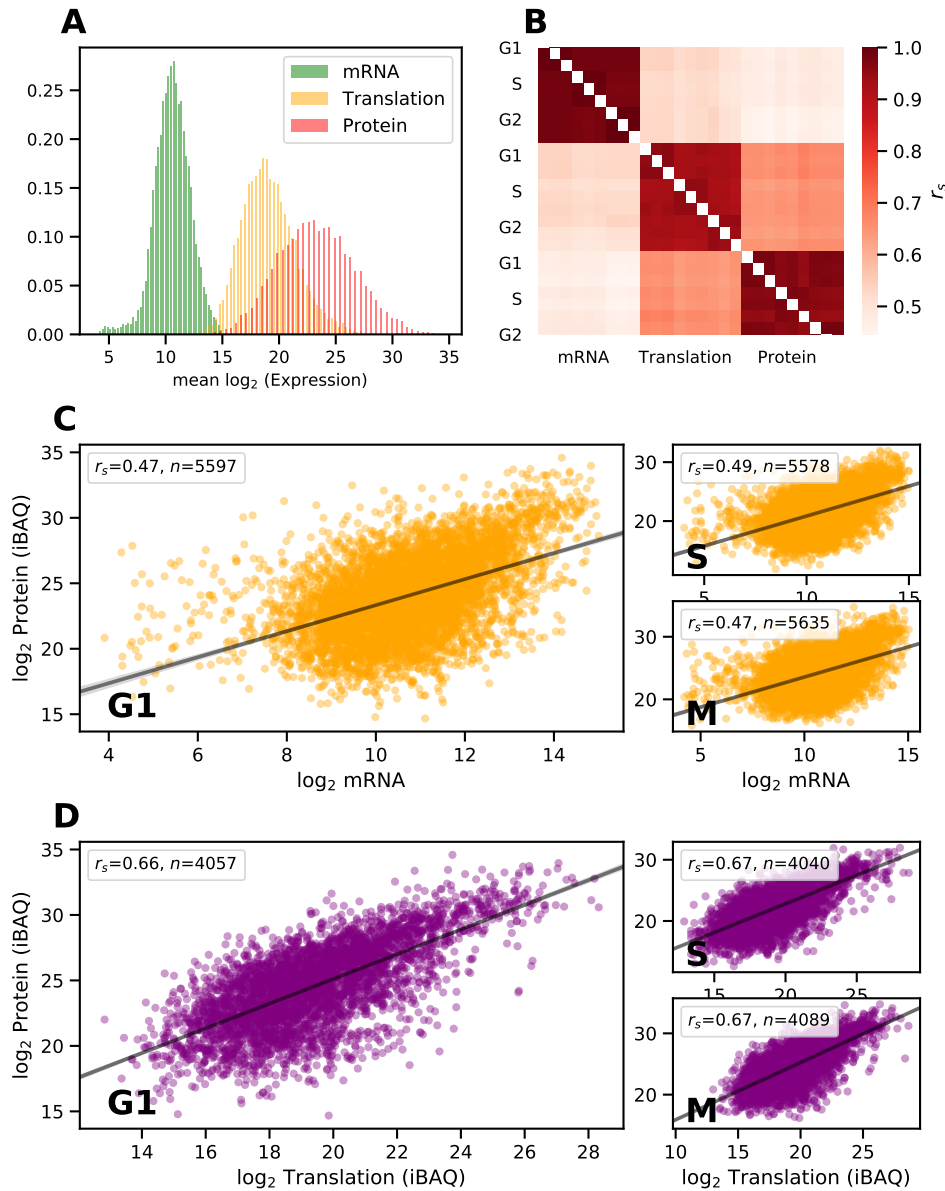 A
0.00
0.05
0.10
0.15
0.20
0.25
mRNA
Translation
Protein
5 10 15 20 25 30 35
mean log₂ (Expression)
B
G1
S
G2
G1
S
G2
G1
S
G2
mRNA Translation Protein
1.0
0.9
0.8
0.7
0.6
0.5
rₛ
C
rₛ=0.47, n=5597
35
30
25
20
15
log₂ Protein (iBAQ)
G1
4 6 8 10 12 14
log₂ mRNA
rₛ=0.49, n=5578
30
20
S
5 10 15
rₛ=0.47, n=5635
30
20
M
5 10 15
log₂ mRNA
D
rₛ=0.66, n=4057
35
30
25
20
15
log₂ Protein (iBAQ)
G1
14 16 18 20 22 24 26 28
log₂ Translation (iBAQ)
rₛ=0.67, n=4040
30
20
S
15 20 25
rₛ=0.67, n=4089
30
20
M
10 15 20 25
log₂ Translation (iBAQ)